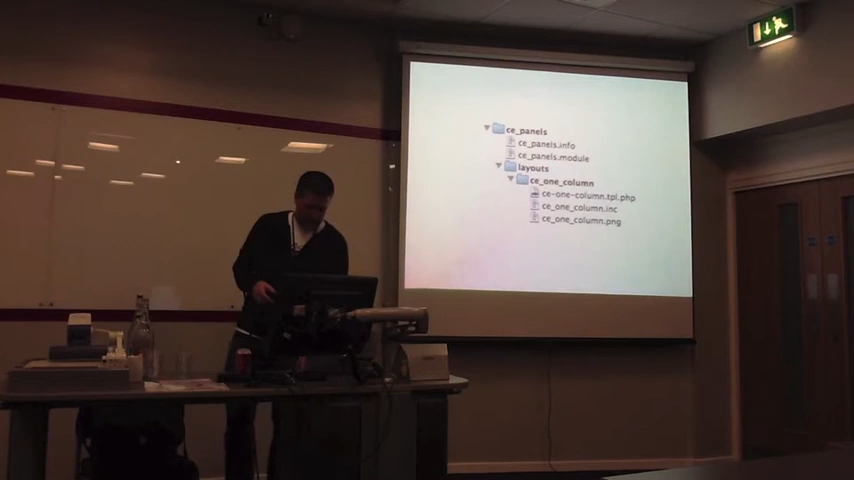 ce_panels
ce_panels.info
ce_panels.module
layouts
ce_one_column
ce-one-column.tpl.php
ce_one_column.inc
ce_one_column.png